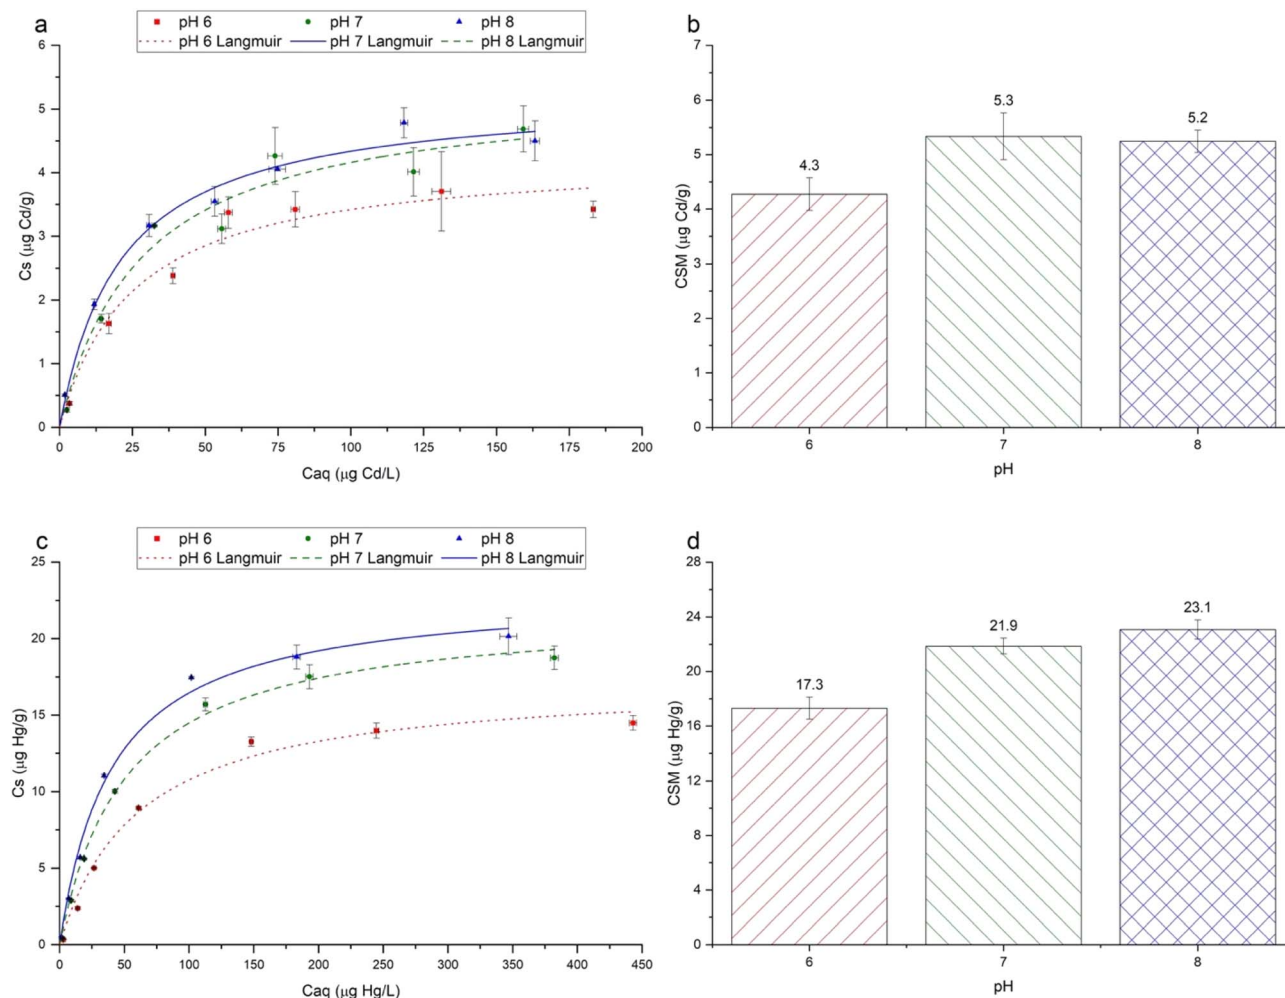 a
pH 6 pH 7 pH 8
pH 6 Langmuir pH 7 Langmuir pH 8 Langmuir
6
5
4
3
2
1
0
Cs (µg Cd/g)
0 25 50 75 100 125 150 175 200
Caq (µg Cd/L)
b
7
6
5
4
3
2
1
0
CSM (µg Cd/g)
4.3
5.3
5.2
6 7 8
pH
c
pH 6 pH 7 pH 8
pH 6 Langmuir pH 7 Langmuir pH 8 Langmuir
25
20
15
10
5
0
Cs (µg Hg/g)
0 50 100 150 200 250 300 350 400 450
Caq (µg Hg/L)
d
28
24
20
16
12
8
4
0
CSM (µg Hg/g)
17.3
21.9
23.1
6 7 8
pH